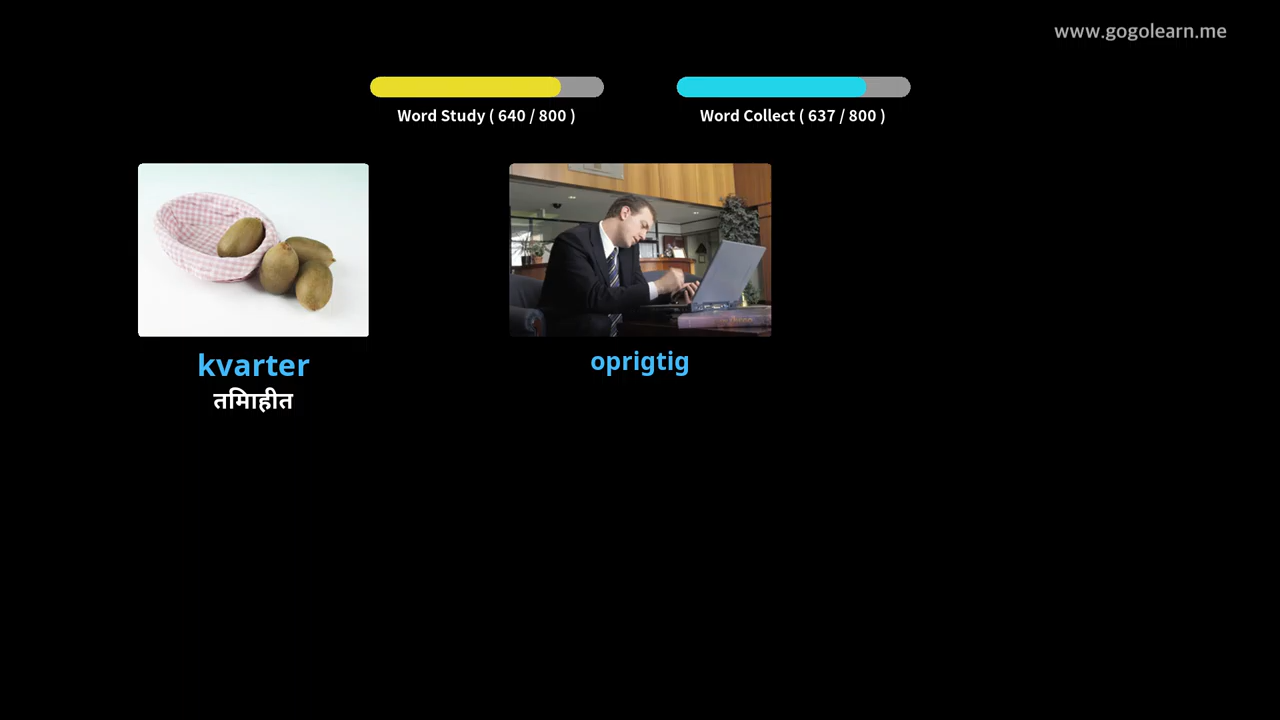 www.gogolearn.me
Word Study ( 640 / 800 )
Word Collect ( 637 / 800 )
kvarter
तिमाहीत
oprigtig